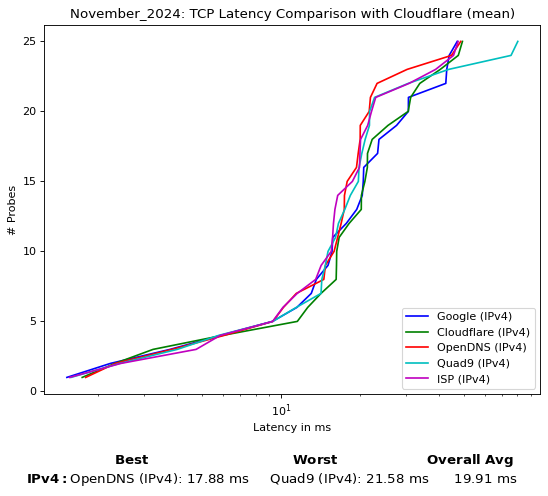 November_2024: TCP Latency Comparison with Cloudflare (mean)
25
20
15
10
5
0
# Probes
Google (IPv4)
Cloudflare (IPv4)
OpenDNS (IPv4)
Quad9 (IPv4)
ISP (IPv4)
10¹
Latency in ms
Best Worst Overall Avg
IPv4: OpenDNS (IPv4): 17.88 ms Quad9 (IPv4): 21.58 ms 19.91 ms